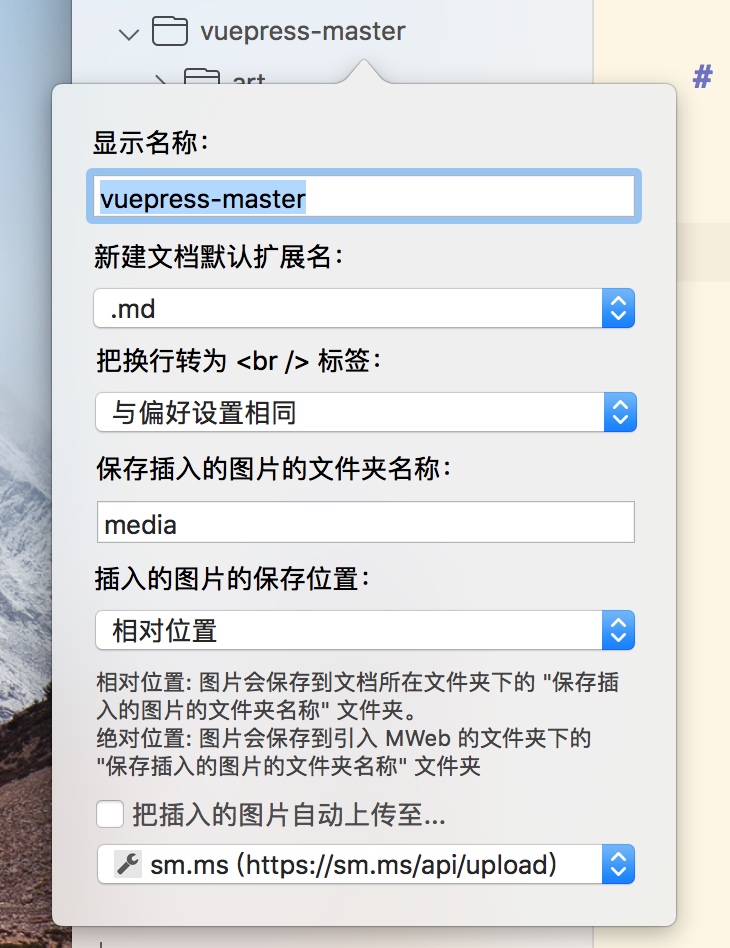 vuepress-master
art
#
显示名称：
vuepress-master
新建文档默认扩展名：
.md
把换行转为 <br /> 标签：
与偏好设置相同
保存插入的图片的文件夹名称：
media
插入的图片的保存位置：
相对位置
相对位置: 图片会保存到文档所在文件夹下的 "保存插
入的图片的文件夹名称" 文件夹。
绝对位置: 图片会保存到引入 MWeb 的文件夹下的
"保存插入的图片的文件夹名称" 文件夹
把插入的图片自动上传至...
sm.ms (https://sm.ms/api/upload)